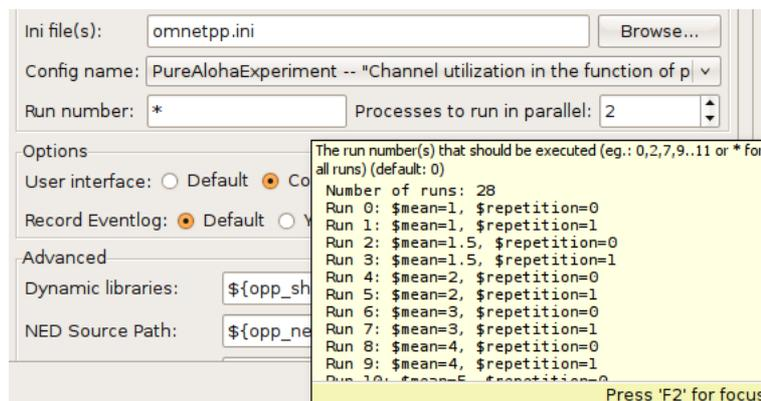 Ini file(s): omnetpp.ini Browse...
Config name: PureAlohaExperiment -- "Channel utilization in the function of p
Run number: * Processes to run in parallel: 2
Options
User interface: Default Co
Record Eventlog: Default Y
Advanced
Dynamic libraries: ${opp_sh
NED Source Path: ${opp_ne
The run number(s) that should be executed (eg.: 0,2,7,9..11 or * for
all runs) (default: 0)
Number of runs: 28
Run 0: $mean=1, $repetition=0
Run 1: $mean=1, $repetition=1
Run 2: $mean=1.5, $repetition=0
Run 3: $mean=1.5, $repetition=1
Run 4: $mean=2, $repetition=0
Run 5: $mean=2, $repetition=1
Run 6: $mean=3, $repetition=0
Run 7: $mean=3, $repetition=1
Run 8: $mean=4, $repetition=0
Run 9: $mean=4, $repetition=1
Run 10: $mean=5, $repetition=0
Press 'F2' for focus